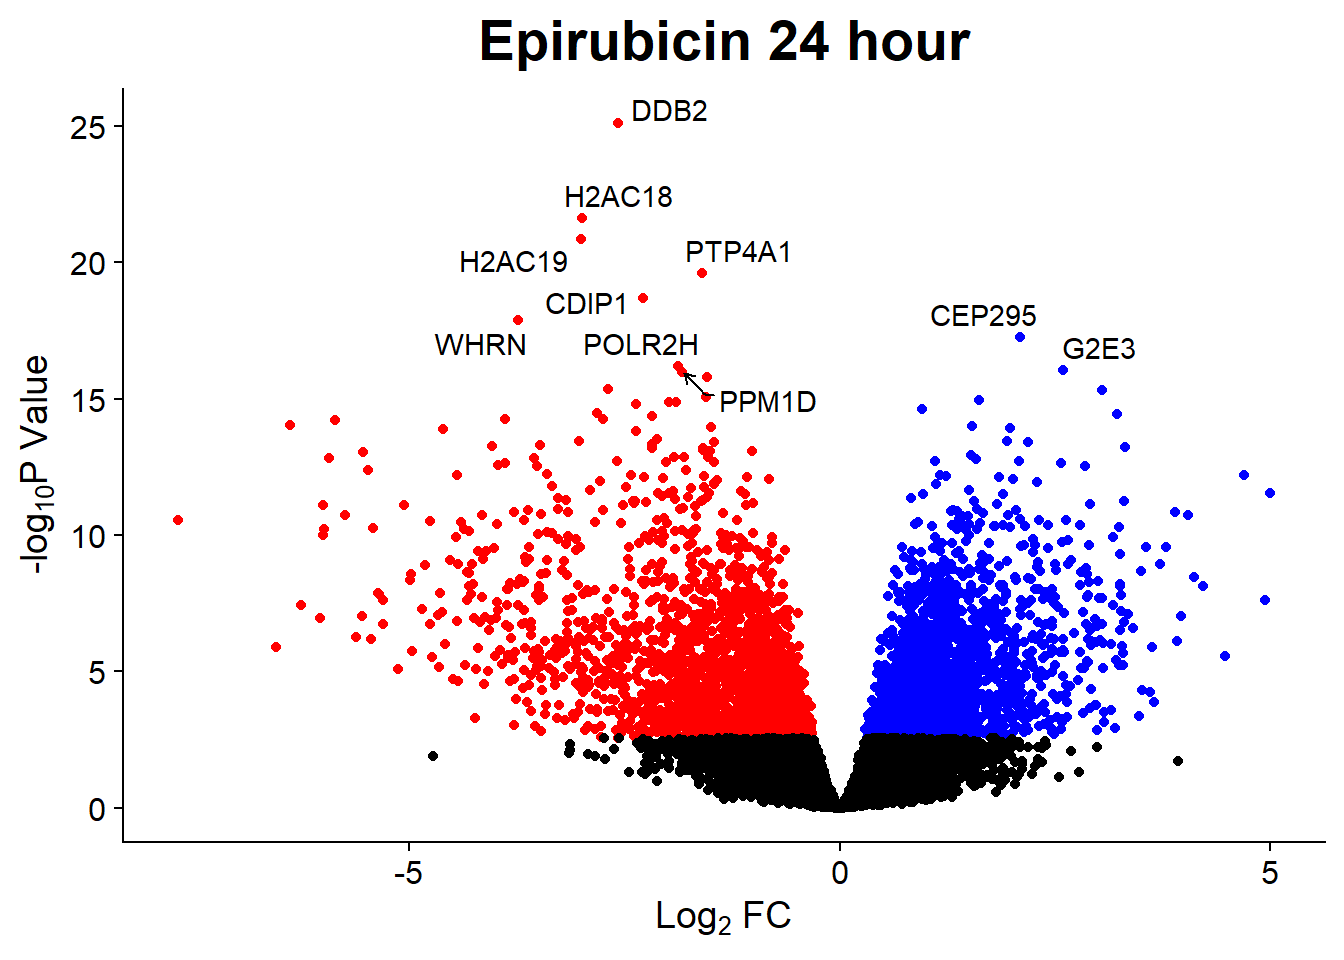 Epirubicin 24 hour
DDB2
H2AC18
PTP4A1
H2AC19
CDIP1
CEP295
WHRN
POLR2H
G2E3
PPM1D
25
20
15
10
5
0
-log₁₀P Value
-5
0
5
Log₂ FC